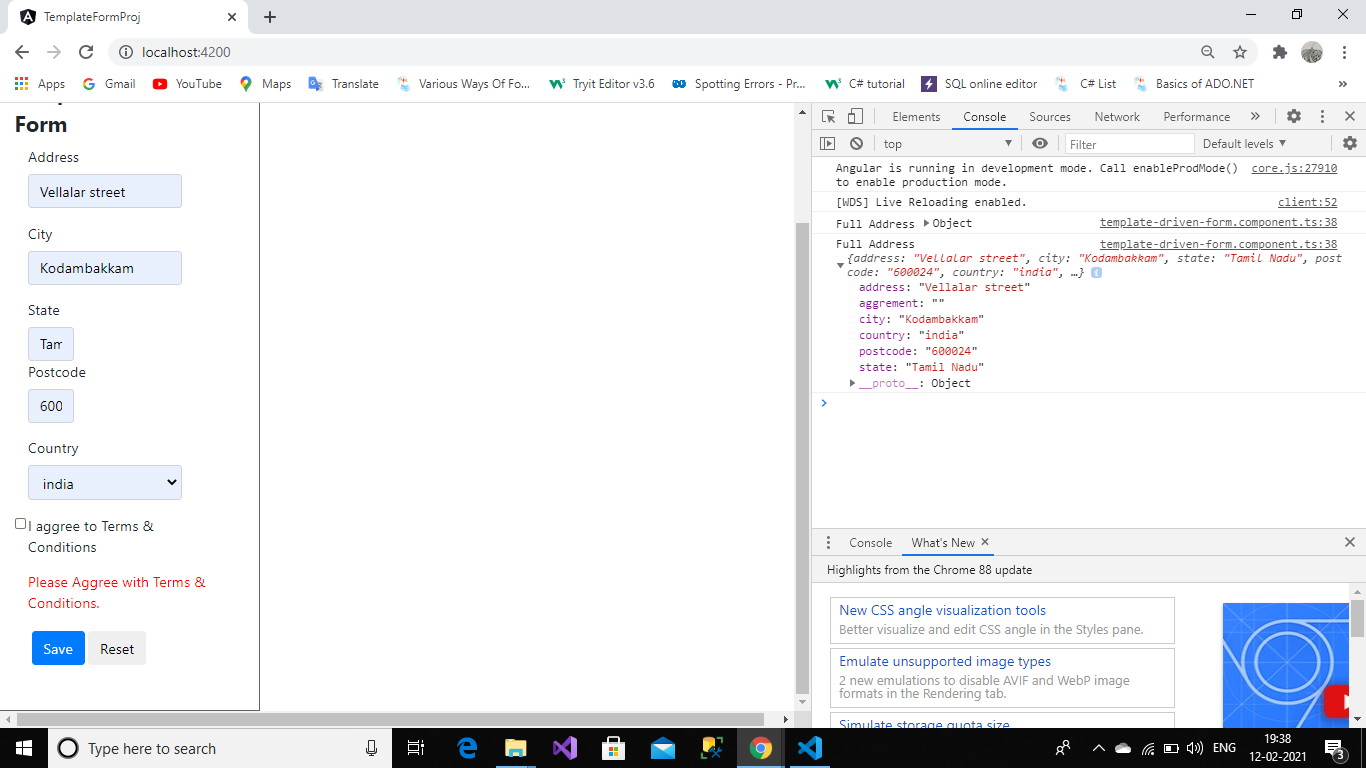 TemplateFormProj
localhost:4200
Apps
Gmail
YouTube
Maps
Translate
Various Ways Of Fo...
Tryit Editor v3.6
Spotting Errors - Pr...
C# tutorial
SQL online editor
C# List
Basics of ADO.NET
»
Form
Address
Vellalar street
City
Kodambakkam
State
Tam
Postcode
600
Country
india
I aggree to Terms &
Conditions
Please Aggree with Terms &
Conditions.
Save
Reset
Elements
Console
Sources
Network
Performance
»
top
Filter
Default levels
Angular is running in development mode. Call enableProdMode() core.js:27910
to enable production mode.
[WDS] Live Reloading enabled. client:52
Full Address ▶Object template-driven-form.component.ts:38
Full Address template-driven-form.component.ts:38
{address: "Vellalar street", city: "Kodambakkam", state: "Tamil Nadu", post
code: "600024", country: "india", …} i
address: "Vellalar street"
aggrement: ""
city: "Kodambakkam"
country: "india"
postcode: "600024"
state: "Tamil Nadu"
▶__proto__: Object
Console
What's New
Highlights from the Chrome 88 update
New CSS angle visualization tools
Better visualize and edit CSS angle in the Styles pane.
Emulate unsupported image types
2 new emulations to disable AVIF and WebP image
formats in the Rendering tab.
Simulate storage quota size
Type here to search
ENG
19:38
12-02-2021
3